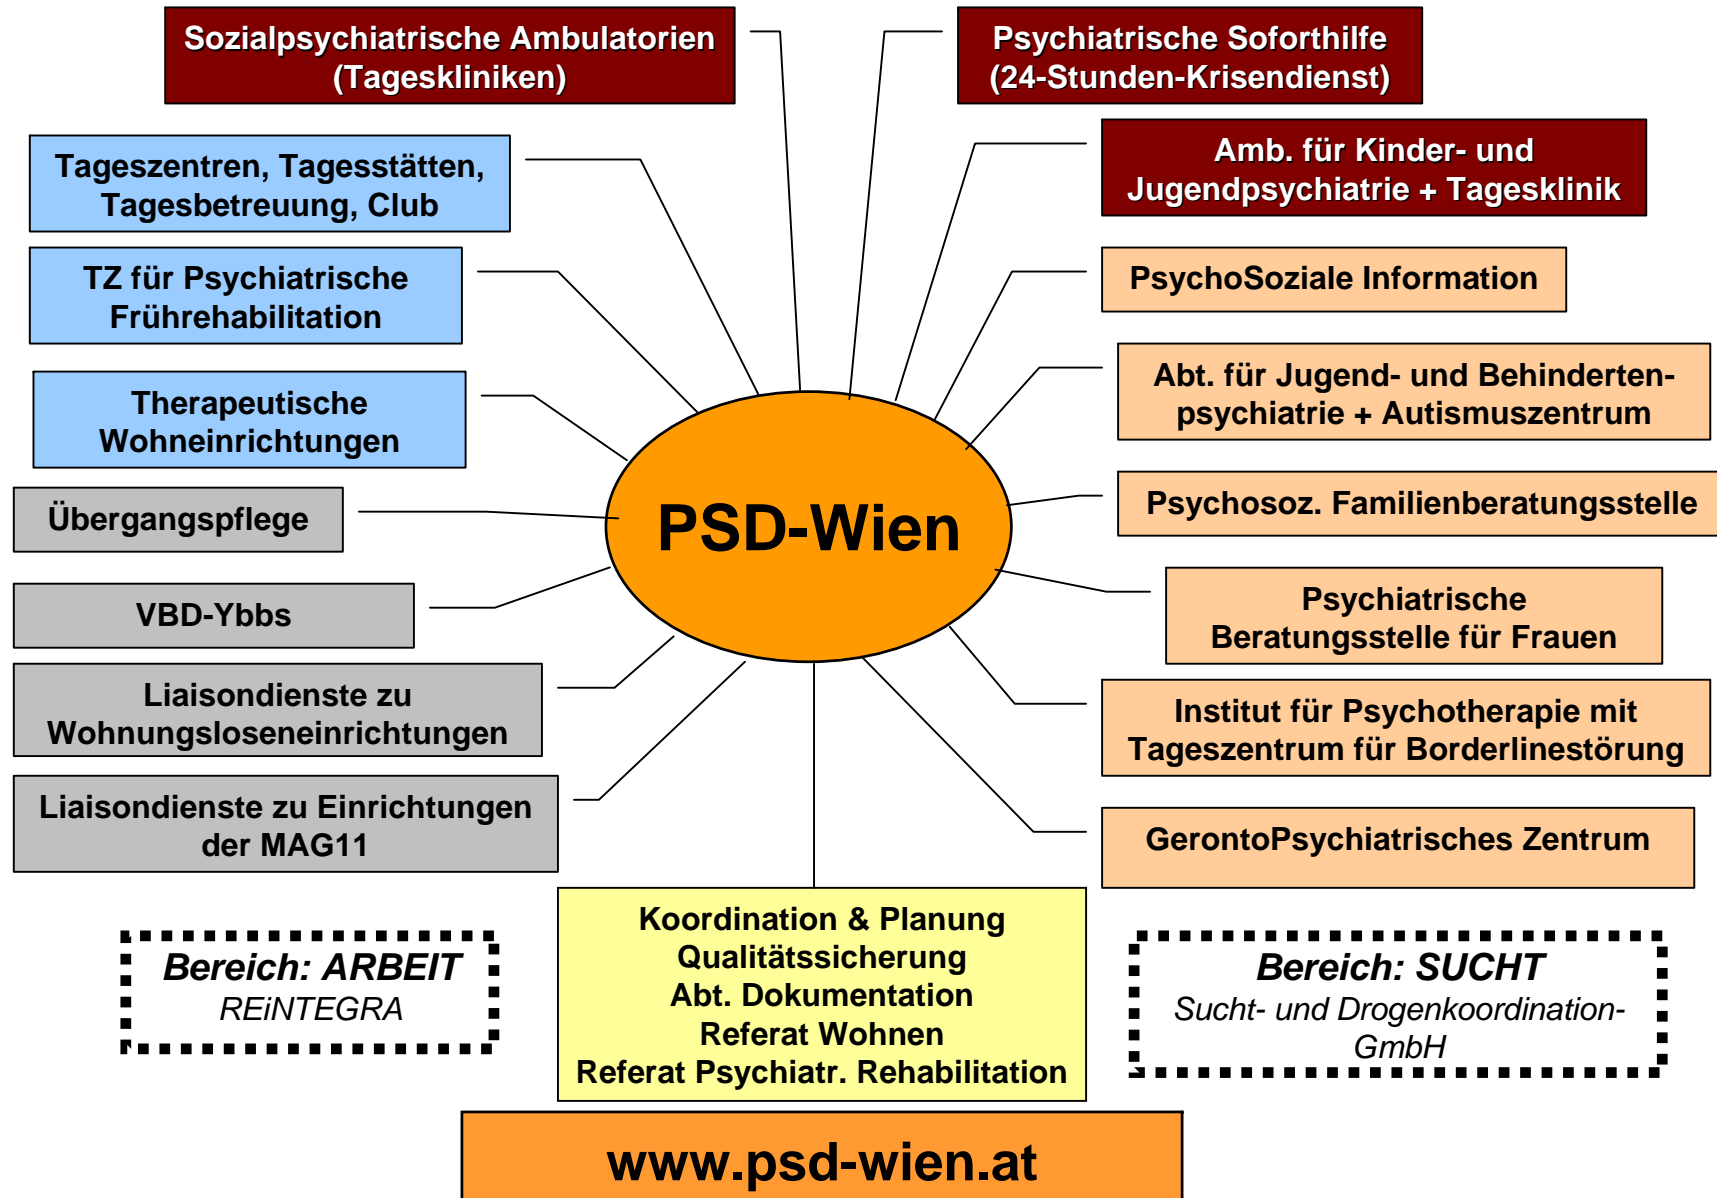 Sozialpsychiatrische Ambulatorien
(Tageskliniken)
Psychiatrische Soforthilfe
(24-Stunden-Krisendienst)
Tageszentren, Tagesstätten,
Tagesbetreuung, Club
Amb. für Kinder- und
Jugendpsychiatrie + Tagesklinik
TZ für Psychiatrische
Frührehabilitation
PsychoSoziale Information
Therapeutische
Wohneinrichtungen
Abt. für Jugend- und Behinderten-
psychiatrie + Autismuszentrum
Übergangspflege
PSD-Wien
Psychosoz. Familienberatungsstelle
VBD-Ybbs
Psychiatrische
Beratungsstelle für Frauen
Liaisondienste zu
Wohnungsloseneinrichtungen
Institut für Psychotherapie mit
Tageszentrum für Borderlinestörung
Liaisondienste zu Einrichtungen
der MAG11
GerontoPsychiatrisches Zentrum
Koordination & Planung
Qualitätssicherung
Abt. Dokumentation
Referat Wohnen
Referat Psychiatr. Rehabilitation
Bereich: ARBEIT
REiNTEGRA
Bereich: SUCHT
Sucht- und Drogenkoordination-
GmbH
www.psd-wien.at